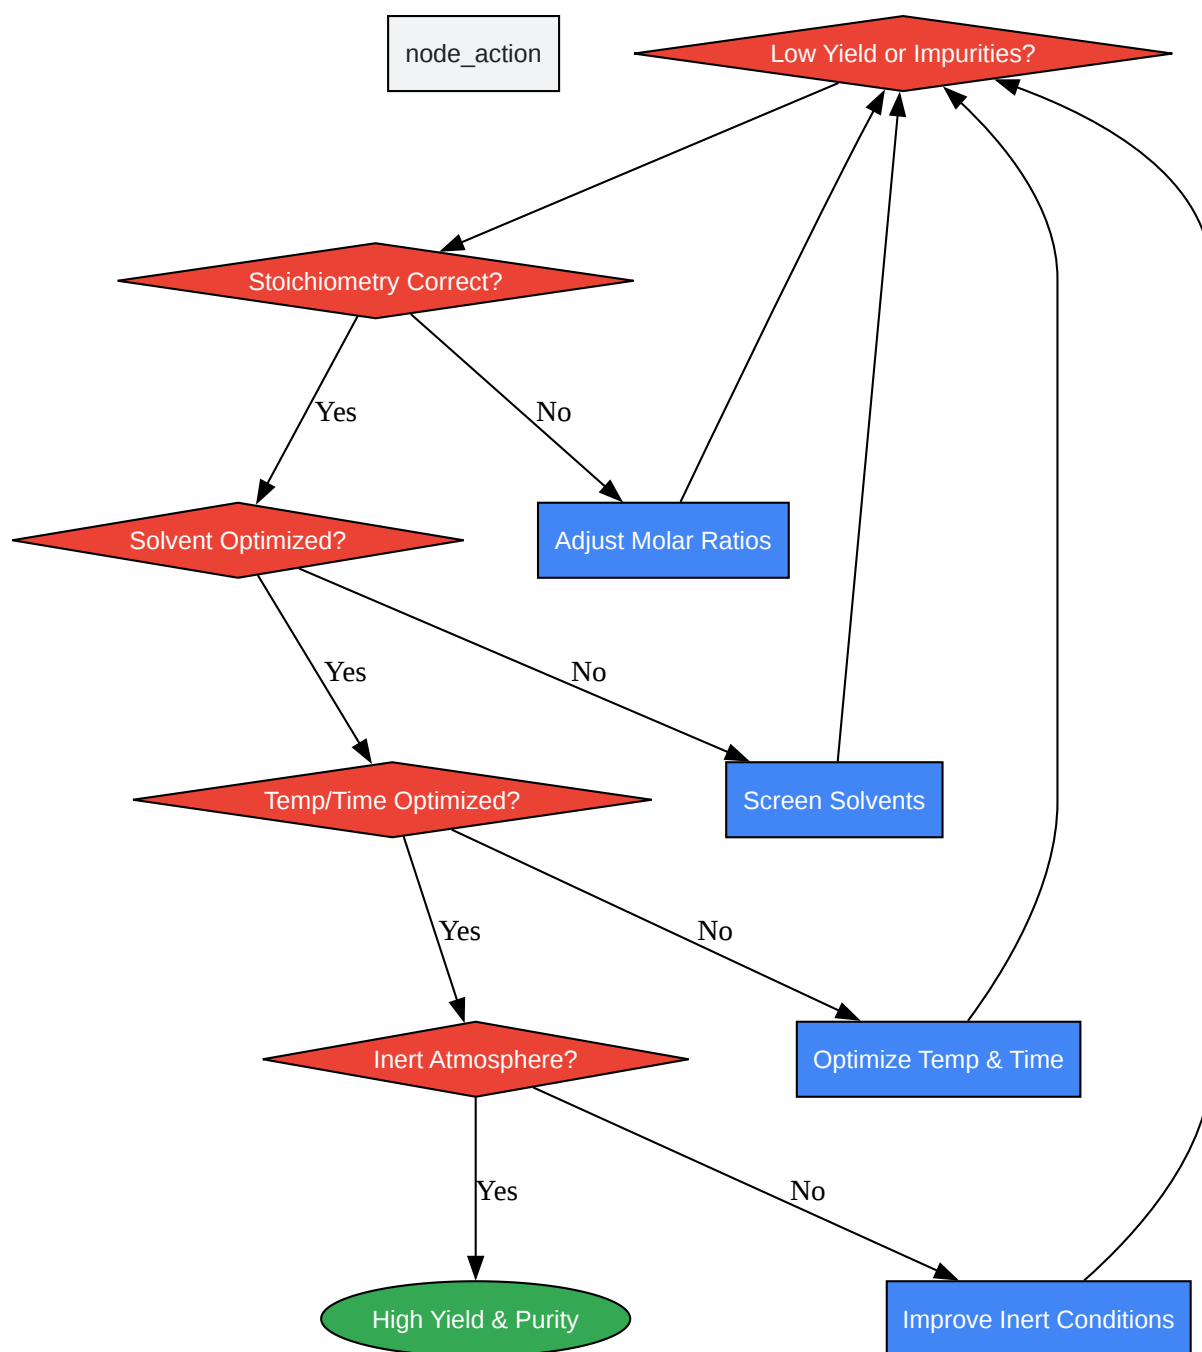 node_action
Low Yield or Impurities?
Stoichiometry Correct?
Yes
No
Solvent Optimized?
Adjust Molar Ratios
Yes
No
Temp/Time Optimized?
Screen Solvents
Yes
No
Inert Atmosphere?
Optimize Temp & Time
Yes
No
High Yield & Purity
Improve Inert Conditions